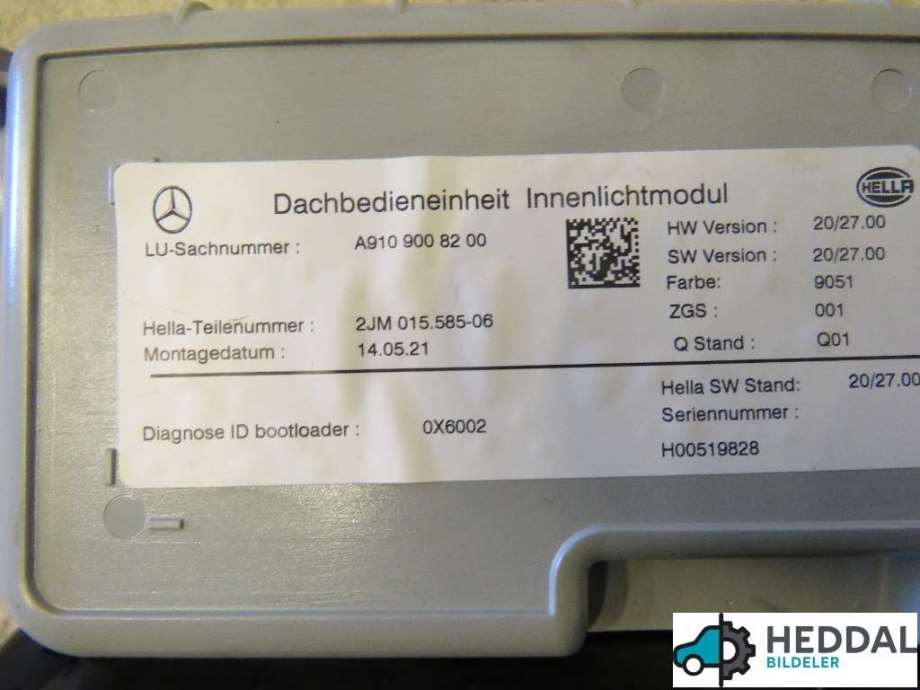 Dachbedieneinheit Innenlichtmodul
HELLA
LU-Sachnummer : A910 900 82 00
HW Version : 20/27.00
SW Version : 20/27.00
Farbe: 9051
ZGS : 001
Q Stand : Q01
Hella-Teilenummer : 2JM 015.585-06
Montagedatum : 14.05.21
Hella SW Stand: 20/27.00
Seriennummer :
H00519828
Diagnose ID bootloader : 0X6002
HEDDAL
BILDELER